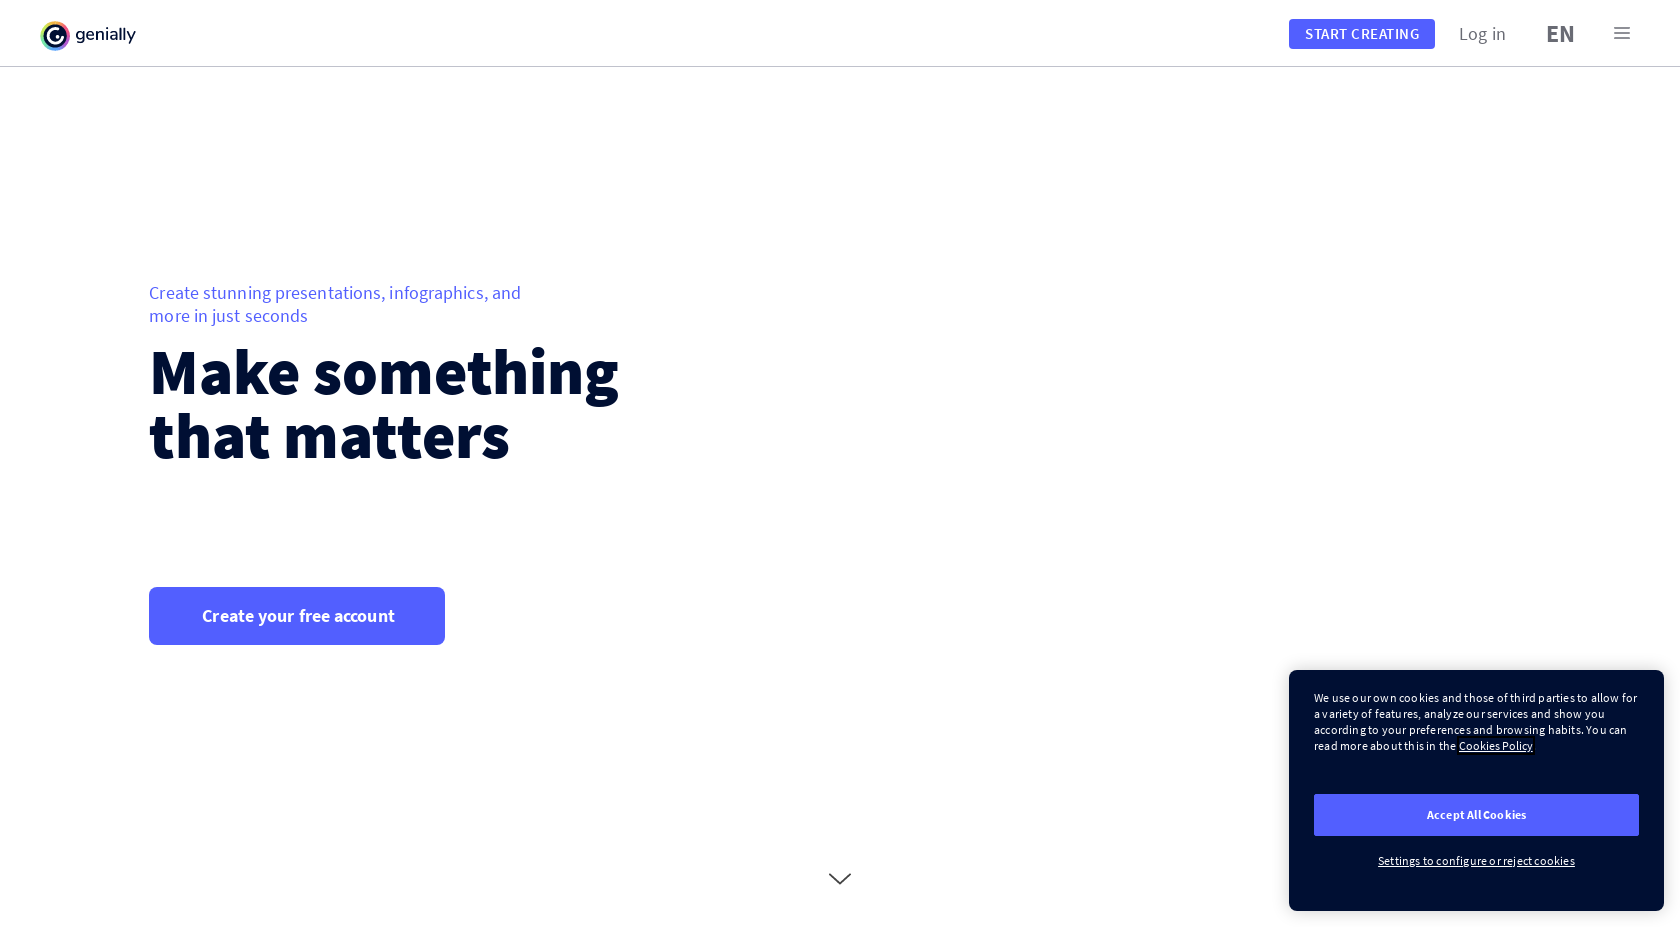 genially
START CREATING
Log in
EN
Create stunning presentations, infographics, and
more in just seconds
Make something
that matters
Create your free account
We use our own cookies and those of third parties to allow for
a variety of features, analyze our services and show you
according to your preferences and browsing habits. You can
read more about this in the Cookies Policy
Accept All Cookies
Settings to configure or reject cookies